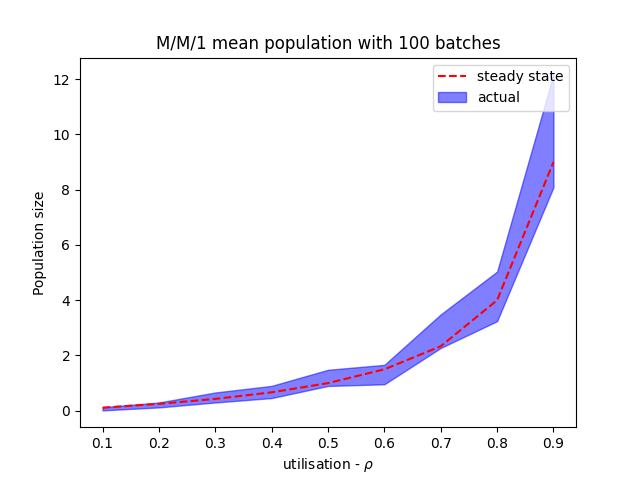 M/M/1 mean population with 100 batches
steady state
actual
12
10
8
6
4
2
0
Population size
0.1 0.2 0.3 0.4 0.5 0.6 0.7 0.8 0.9
utilisation - ρ